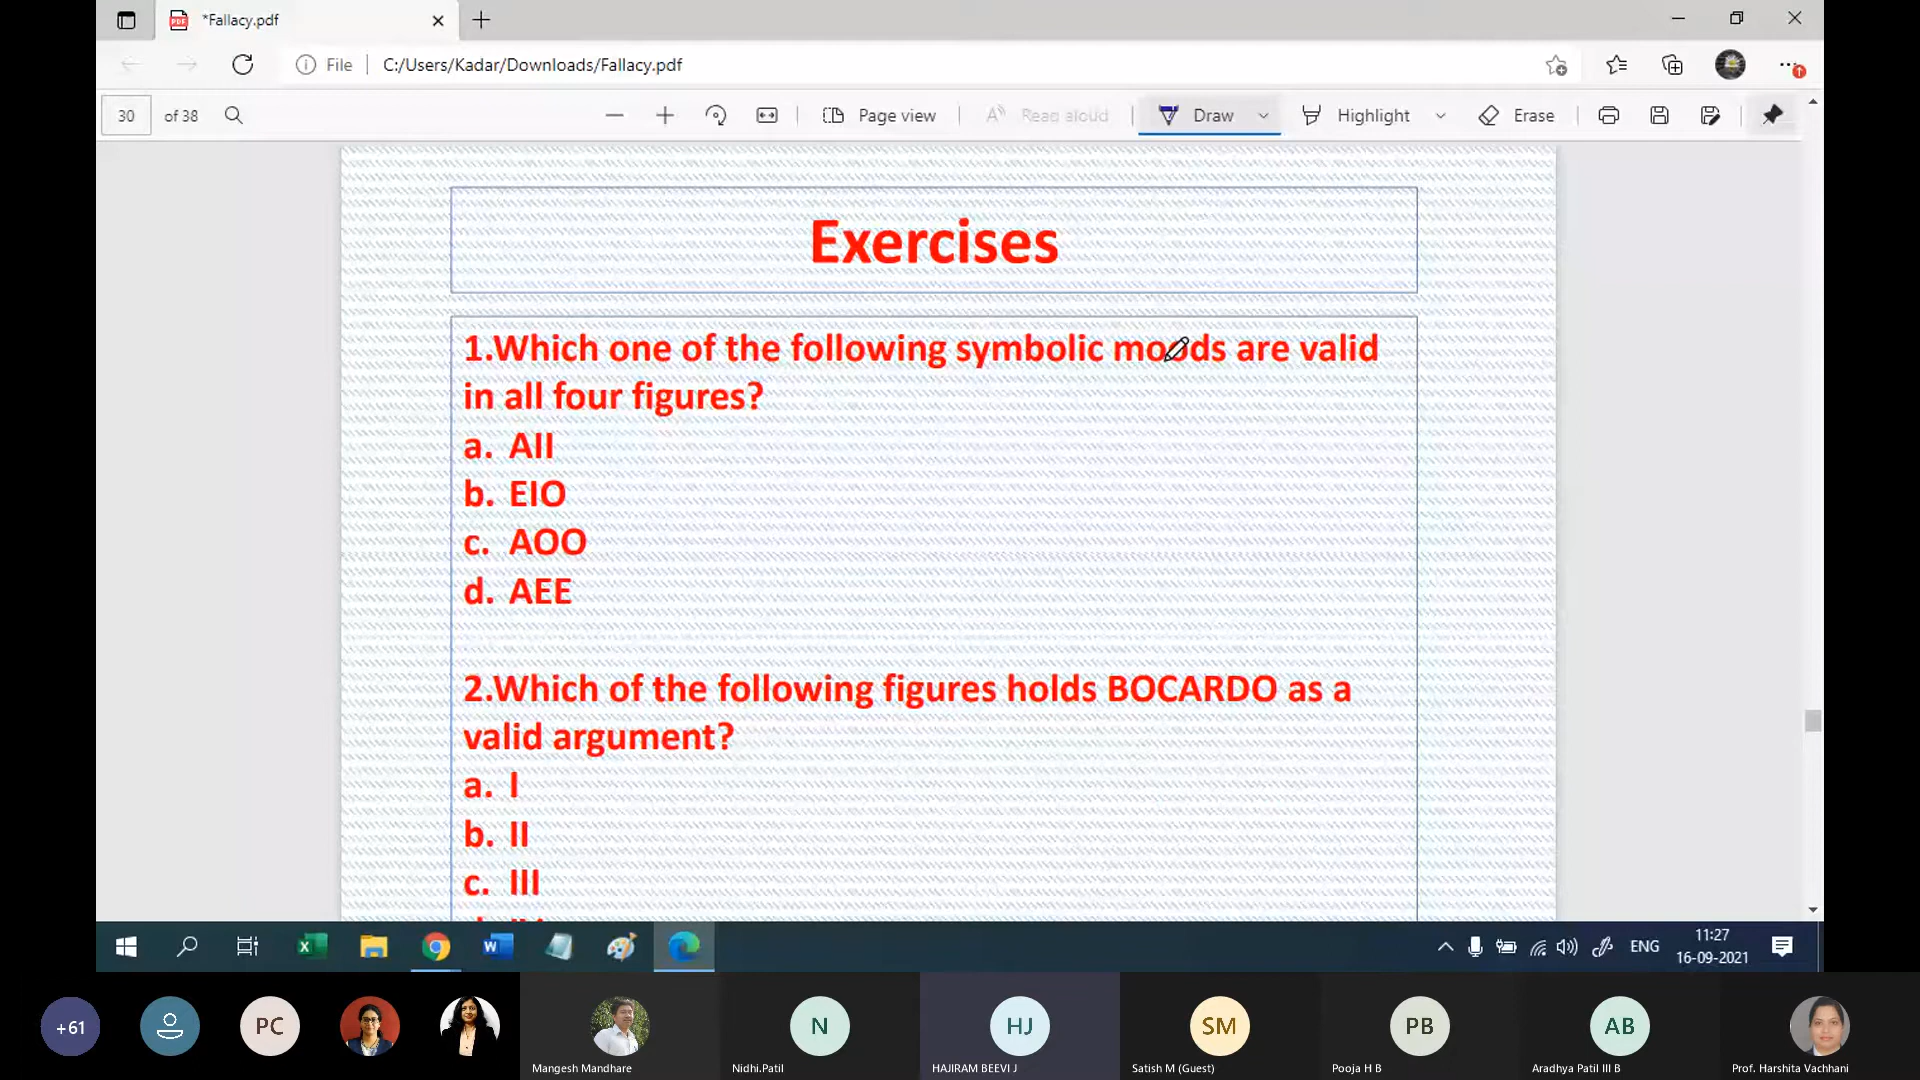 *Fallacy.pdf
File
C:/Users/Kadar/Downloads/Fallacy.pdf
30 of 38
Page view
Read aloud
Draw
Highlight
Erase
Exercises
1.Which one of the following symbolic moods are valid
in all four figures?
a. AII
b. EIO
c. AOO
d. AEE
2.Which of the following figures holds BOCARDO as a
valid argument?
a. I
b. II
c. III
ENG
11:27
16-09-2021
+61
PC
N
HJ
SM
PB
AB
Mangesh Mandhare
Nidhi.Patil
HAJIRAM BEEVI J
Satish M (Guest)
Pooja H B
Aradhya Patil III B
Prof. Harshita Vachhani